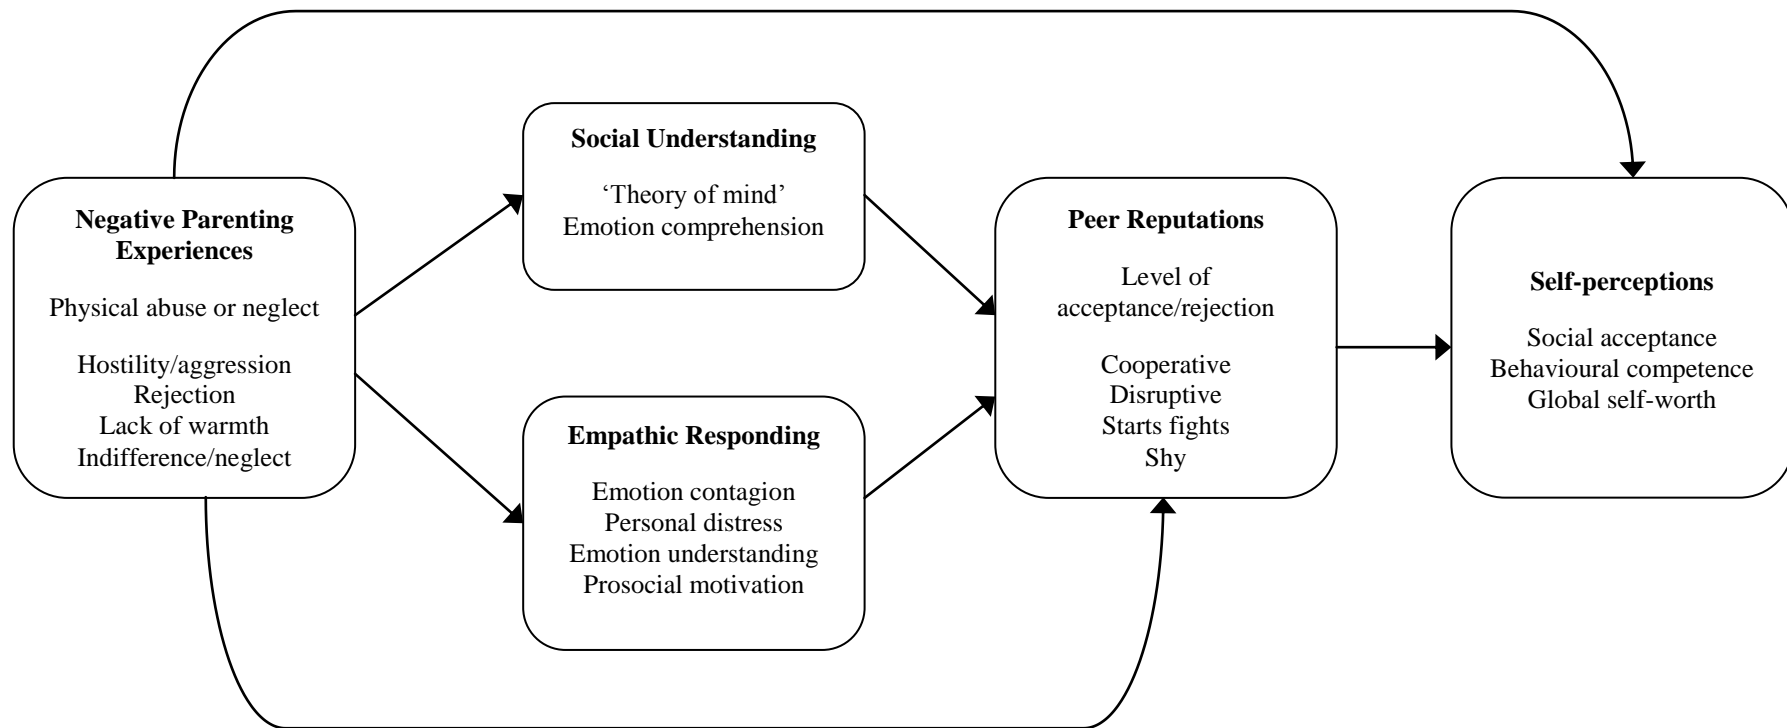 Negative Parenting
Experiences
Physical abuse or neglect
Hostility/aggression
Rejection
Lack of warmth
Indifference/neglect
Social Understanding
‘Theory of mind’
Emotion comprehension
Empathic Responding
Emotion contagion
Personal distress
Emotion understanding
Prosocial motivation
Peer Reputations
Level of
acceptance/rejection
Cooperative
Disruptive
Starts fights
Shy
Self-perceptions
Social acceptance
Behavioural competence
Global self-worth